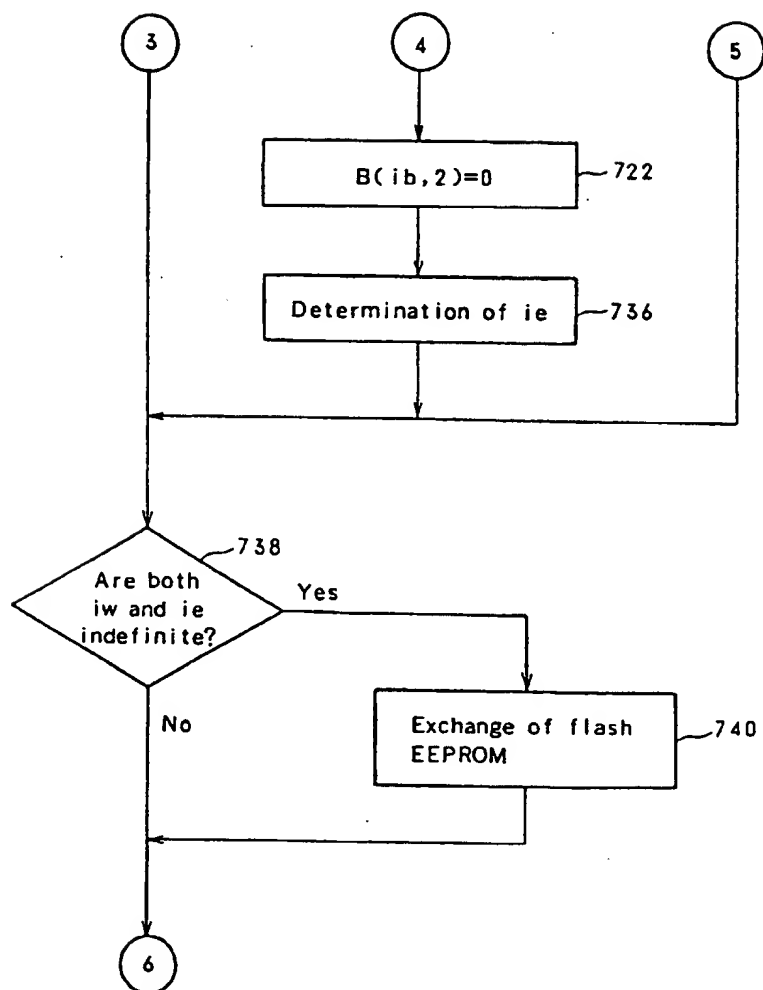 3
4
5
B(ib,2)=0
722
Determination of ie
736
738
Are both
iw and ie
indefinite?
Yes
No
Exchange of flash
EEPROM
740
6